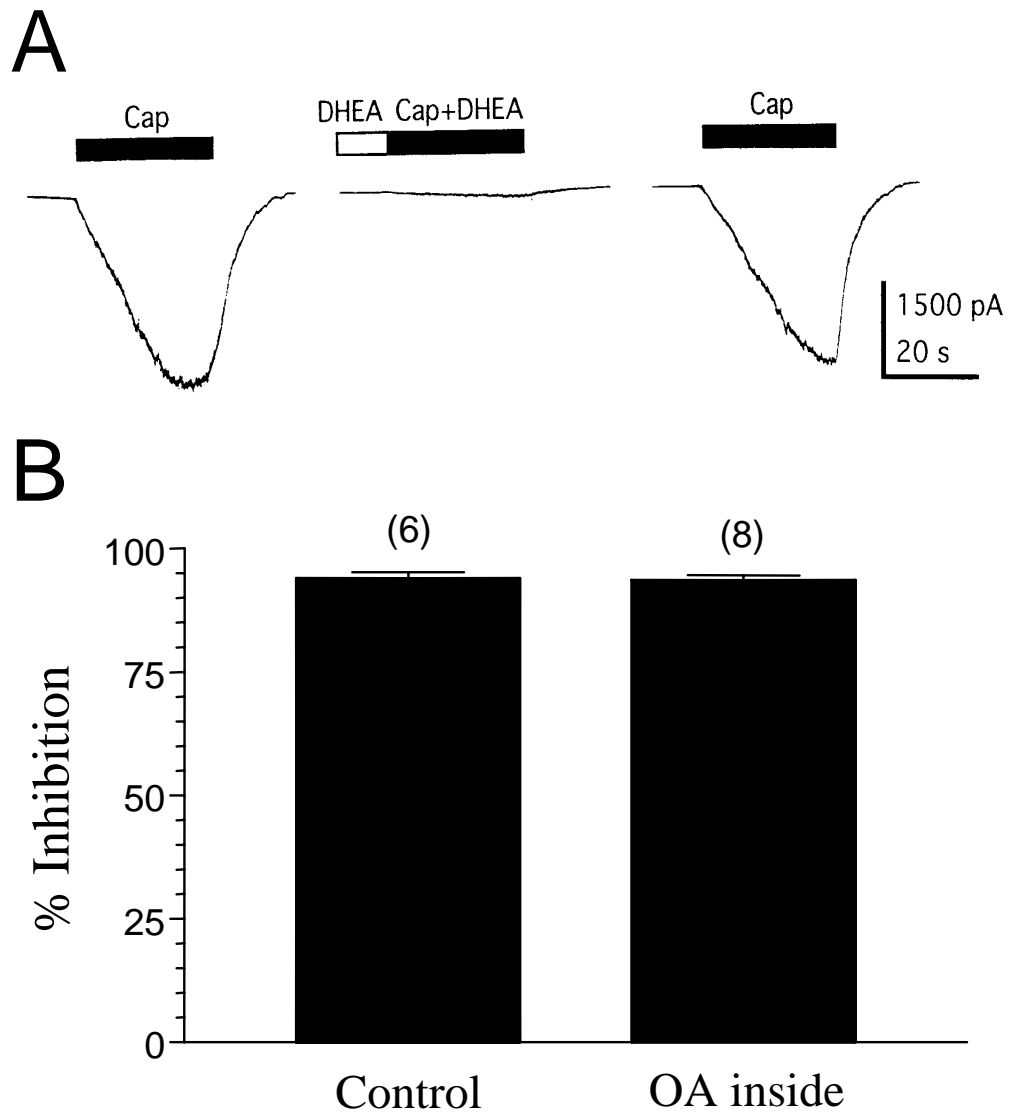 A
Cap
DHEA Cap+DHEA
Cap
1500 pA
20 s
B
(6)
(8)
100
75
50
25
0
% Inhibition
Control
OA inside